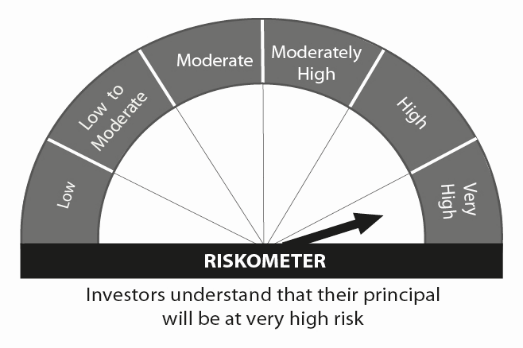 Low
Low to
Moderate
Moderate
Moderately
High
High
Very
High
RISKOMETER
Investors understand that their principal
will be at very high risk